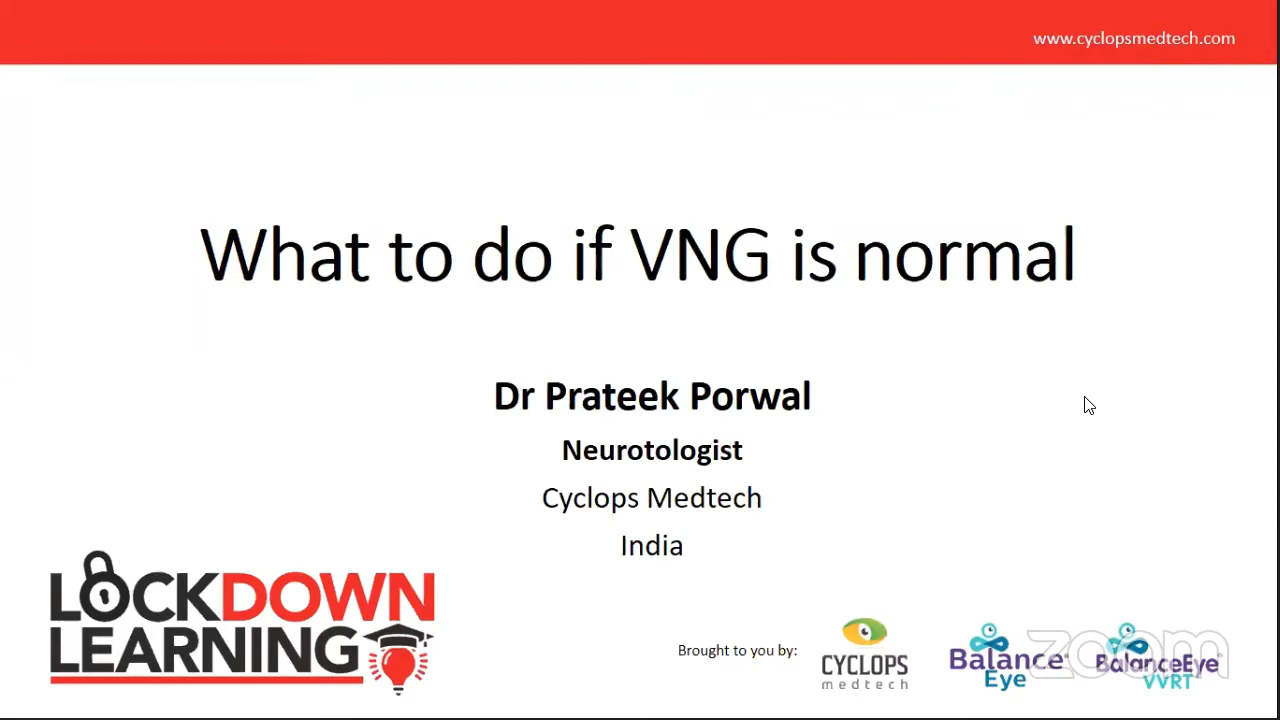 www.cyclopsmedtech.com
What to do if VNG is normal
Dr Prateek Porwal
Neurotologist
Cyclops Medtech
India
LOCKDOWN
LEARNING
Brought to you by:
CYCLOPS
medtech
Balance
Eye
BalanceEye
VVRT
zoom